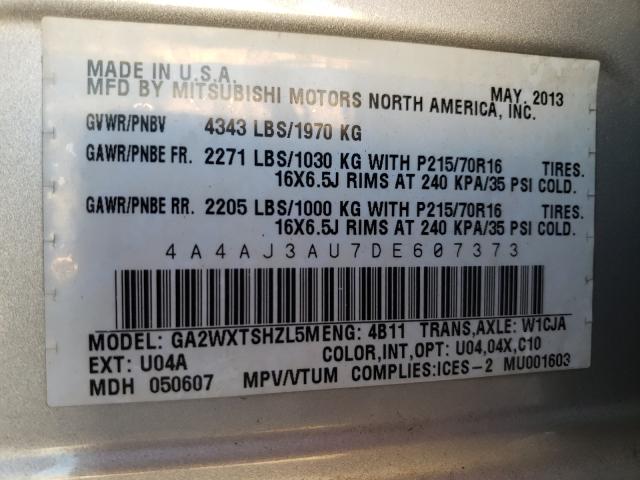 MADE IN U.S.A. MAY, 2013
MFD BY MITSUBISHI MOTORS NORTH AMERICA, INC.
GVWR/PNBV 4343 LBS/1970 KG
GAWR/PNBE FR. 2271 LBS/1030 KG WITH P215/70R16 TIRES.
16X6.5J RIMS AT 240 KPA/35 PSI COLD.
GAWR/PNBE RR. 2205 LBS/1000 KG WITH P215/70R16 TIRES.
16X6.5J RIMS AT 240 KPA/35 PSI COLD.
4A4AJ3AU7DE607373
MODEL: GA2WXTSHZL5M ENG: 4B11 TRANS,AXLE: W1CJA
EXT: U04A COLOR,INT,OPT: U04,04X,C10
MDH 050607 MPV/VTUM COMPLIES:ICES-2 MU001603